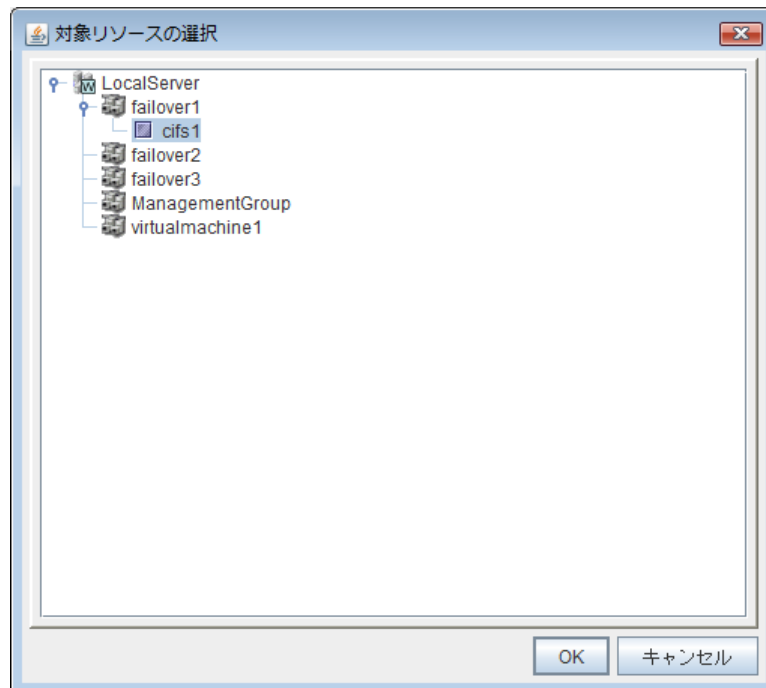 対象リソースの選択
LocalServer
failover1
cifs1
failover2
failover3
ManagementGroup
virtualmachine1
OK キャンセル